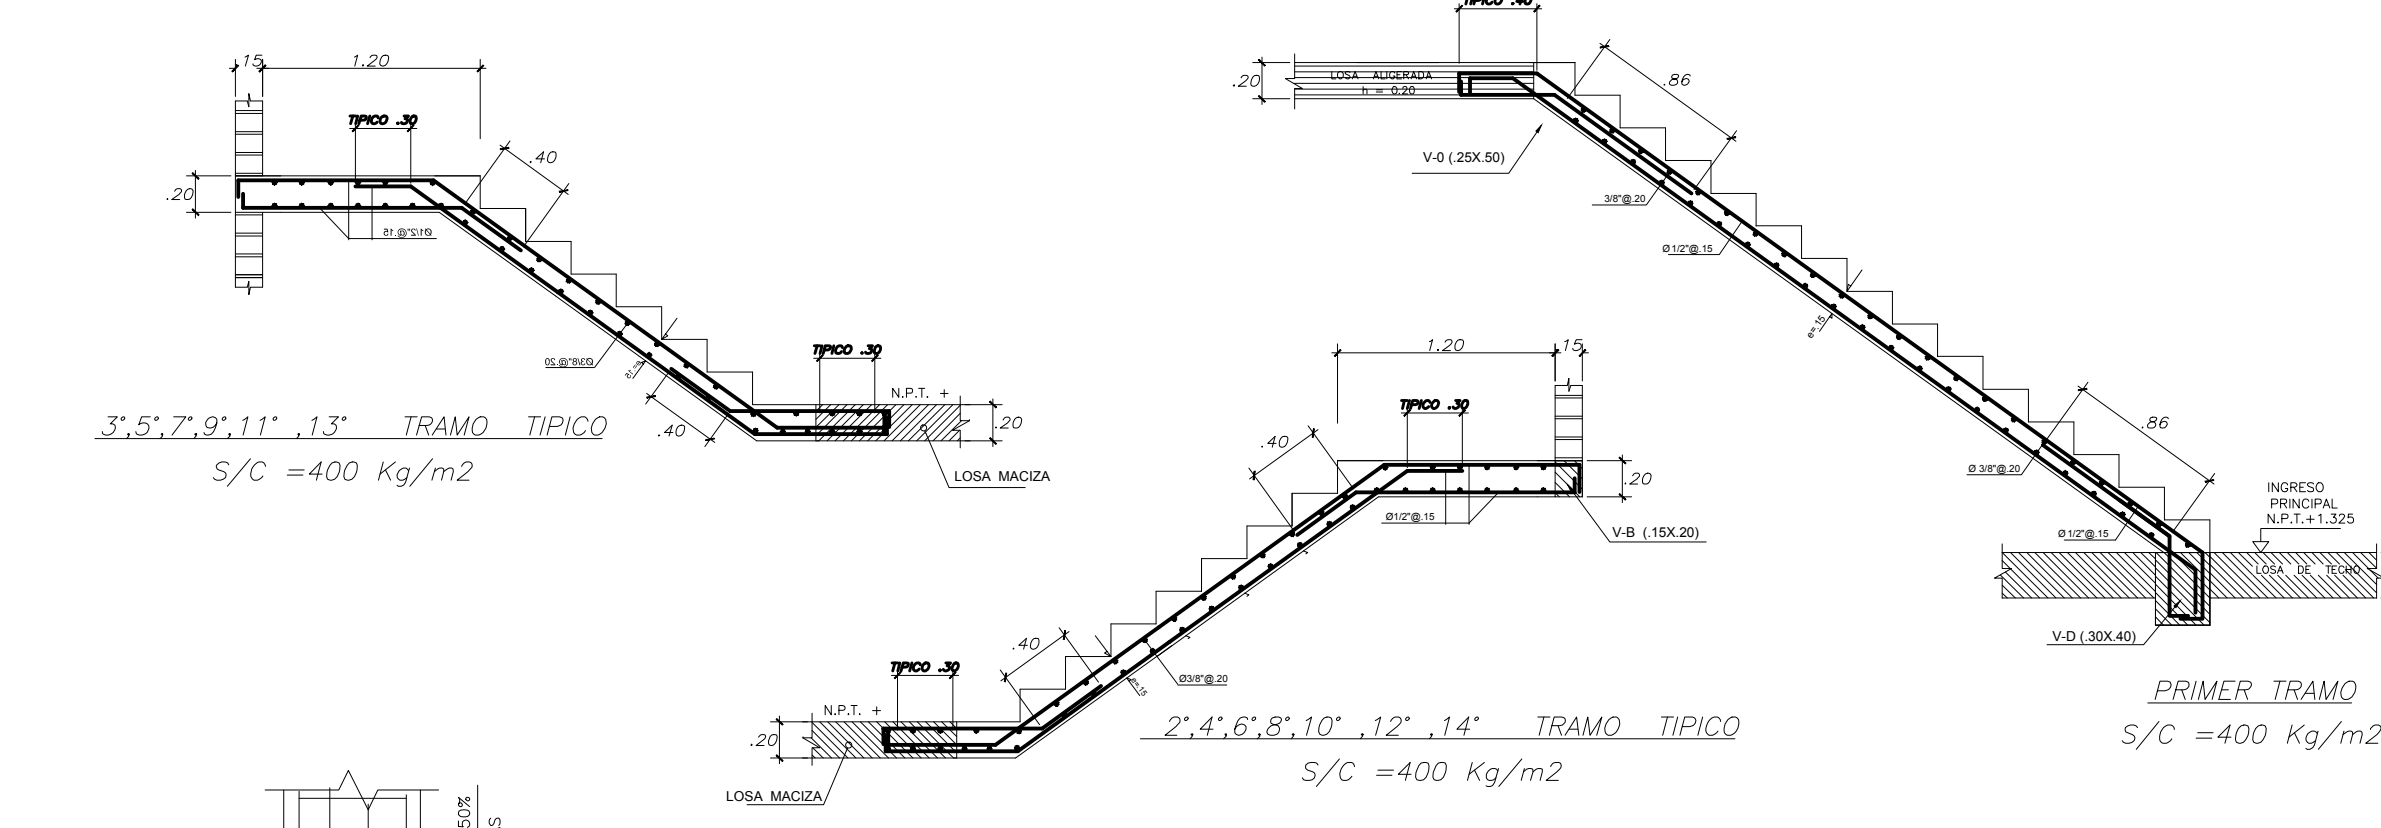 .15
1.20
TIPICO .30
.40
.20
Ø1/2"@.15
Ø3/8"@.20
e=.15
TIPICO .30
N.P.T. +
.20
.40
LOSA MACIZA
3°,5°,7°,9°,11° ,13° TRAMO TIPICO
S/C =400 Kg/m2
TIPICO .40
.20
LOSA ALIGERADA
h = 0.20
.86
V-0 (.25X.50)
3/8"@.20
Ø1/2"@.15
e=.15
.86
Ø 3/8"@.20
Ø1/2"@.15
INGRESO
PRINCIPAL
N.P.T.+1.325
LOSA DE TECHO
V-D (.30X.40)
PRIMER TRAMO
S/C =400 Kg/m2
1.20
.15
TIPICO .30
.40
.20
Ø1/2"@.15
V-B (.15X.20)
.40
TIPICO .30
Ø3/8"@.20
e=.15
N.P.T. +
.20
LOSA MACIZA
2°,4°,6°,8°,10° ,12° ,14° TRAMO TIPICO
S/C =400 Kg/m2
50%